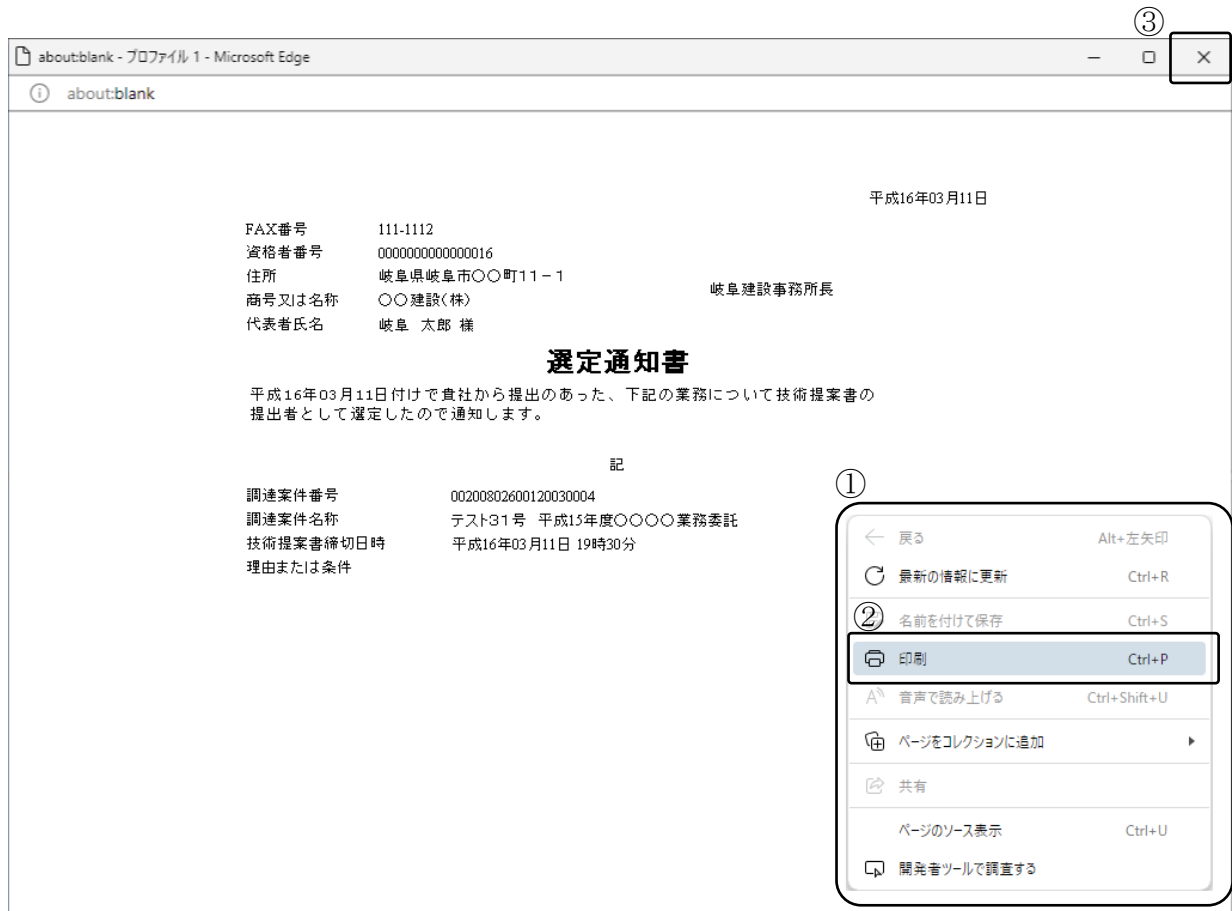 ③
about:blank - プロファイル 1 - Microsoft Edge
about:blank
平成16年03月11日
FAX番号 111-1112
資格者番号 0000000000000016
住所 岐阜県岐阜市〇〇町11－1
岐阜建設事務所長
商号又は名称 〇〇建設(株)
代表者氏名 岐阜 太郎 様
選定通知書
平成16年03月11日付けで貴社から提出のあった、下記の業務について技術提案書の
提出者として選定したので通知します。
記
調達案件番号 00200802600120030004
調達案件名称 テスト31号 平成15年度〇〇〇〇業務委託
技術提案書締切日時 平成16年03月11日 19時30分
理由または条件
①
戻る Alt+左矢印
最新の情報に更新 Ctrl+R
②
名前を付けて保存 Ctrl+S
印刷 Ctrl+P
音声で読み上げる Ctrl+Shift+U
ページをコレクションに追加
共有
ページのソース表示 Ctrl+U
開発者ツールで調査する